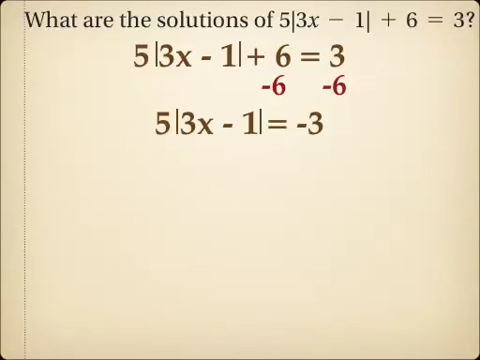 What are the solutions of 5|3x − 1| + 6 = 3?
5|3x - 1|+ 6 = 3
-6 -6
5|3x - 1|= -3